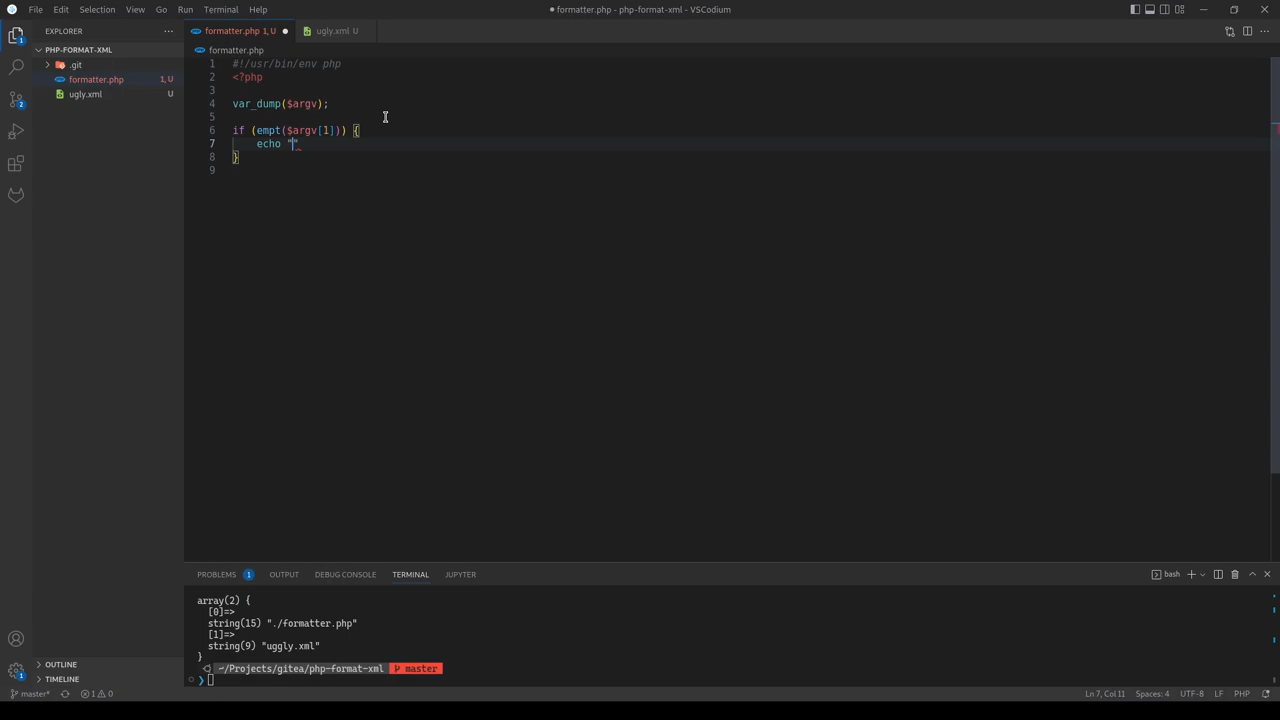 File Edit Selection View Go Run Terminal Help
● formatter.php - php-format-xml - VSCodium
EXPLORER
PHP-FORMAT-XML
.git
formatter.php 1, U
ugly.xml U
OUTLINE
TIMELINE
formatter.php 1, U ●
ugly.xml U
formatter.php
1 #!/usr/bin/env php
2 <?php
3
4 var_dump($argv);
5
6 if (empt($argv[1])) {
7 echo ""
8 }
9
PROBLEMS 1 OUTPUT DEBUG CONSOLE TERMINAL JUPYTER
bash
array(2) {
[0]=>
string(15) "./formatter.php"
[1]=>
string(9) "uggly.xml"
}
~/Projects/gitea/php-format-xml master
❯
1
2
1
master* 1 0
Ln 7, Col 11 Spaces: 4 UTF-8 LF PHP